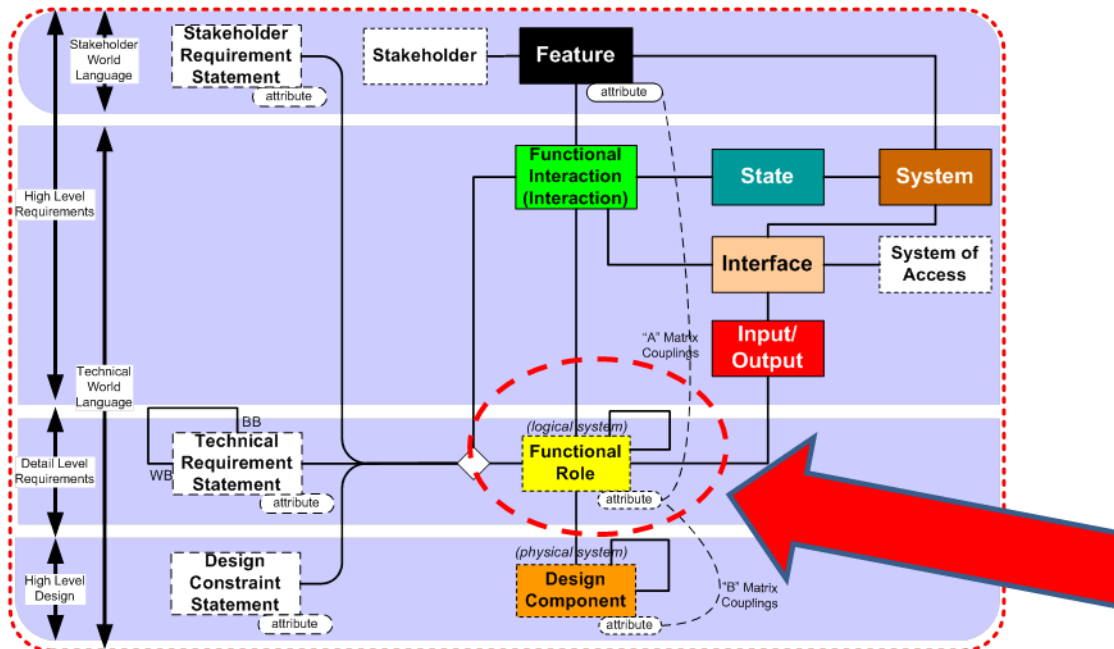 Stakeholder
World
Language
Stakeholder
Requirement
Statement
attribute
Stakeholder
Feature
attribute
High Level
Requirements
Functional
Interaction
(Interaction)
State
System
Interface
System of
Access
Input/
Output
"A" Matrix
Couplings
Technical
World
Language
Detail Level
Requirements
BB
WB
Technical
Requirement
Statement
attribute
(logical system)
Functional
Role
attribute
High Level
Design
Design
Constraint
Statement
attribute
(physical system)
Design
Component
attribute
"B" Matrix
Couplings